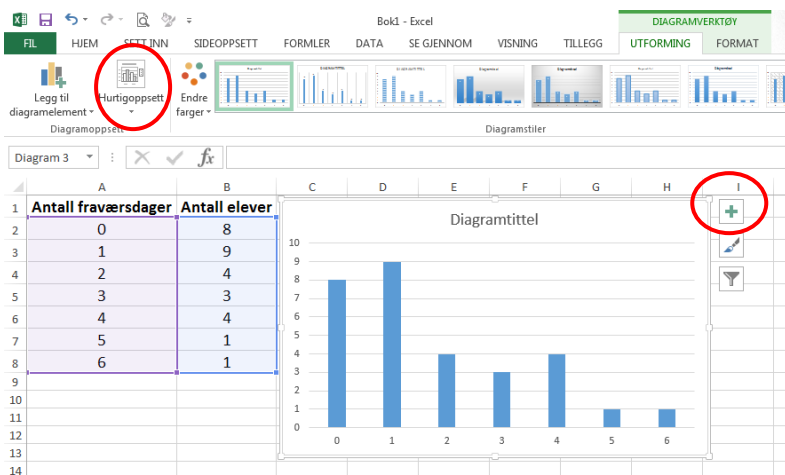 Bok1 - Excel
DIAGRAMVERKTØY
FIL HJEM SETT INN SIDEOPPSETT FORMLER DATA SE GJENNOM VISNING TILLEGG UTFORMING FORMAT
Legg til diagramelement
Hurtigoppsett
Endre farger
Diagramoppsett
Diagramstiler
Diagram 3
fx
A B C D E F G H I
1 Antall fraværsdager Antall elever
2 0 8
3 1 9
4 2 4
5 3 3
6 4 4
7 5 1
8 6 1
9
10
11
12
13
14
Diagramtittel
10
9
8
7
6
5
4
3
2
1
0
0 1 2 3 4 5 6